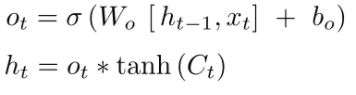 o_t = σ (W_o [h_{t−1}, x_t] + b_o)
h_t = o_t * tanh (C_t)